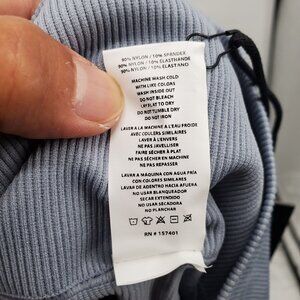 90% NYLON / 10% SPANDEX
90% NYLON / 10% ELASTHANNE
90% NYLON / 10% ELASTANO
MACHINE WASH COLD
WITH LIKE COLORS
WASH INSIDE OUT
DO NOT BLEACH
LAY FLAT TO DRY
DO NOT TUMBLE DRY
DO NOT IRON
LAVER A LA MACHINE A L'EAU FROIDE
AVEC COULEURS SIMILAIRES
LAVER A L'ENVERS
NE PAS JAVELLISER
FAIRE SÉCHER À PLAT
NE PAS SÉCHER EN MACHINE
NE PAS REPASSER
LAVAR A MAQUINA CON AGUA FRÍA
CON COLORES SIMILARES
LAVAR DE ADENTRO HACIA AFUERA
NO USAR BLANQUEADOR
SECAR EXTENDIDO
NO USAR SECADORA
NO PLANCHAR
RN # 157401